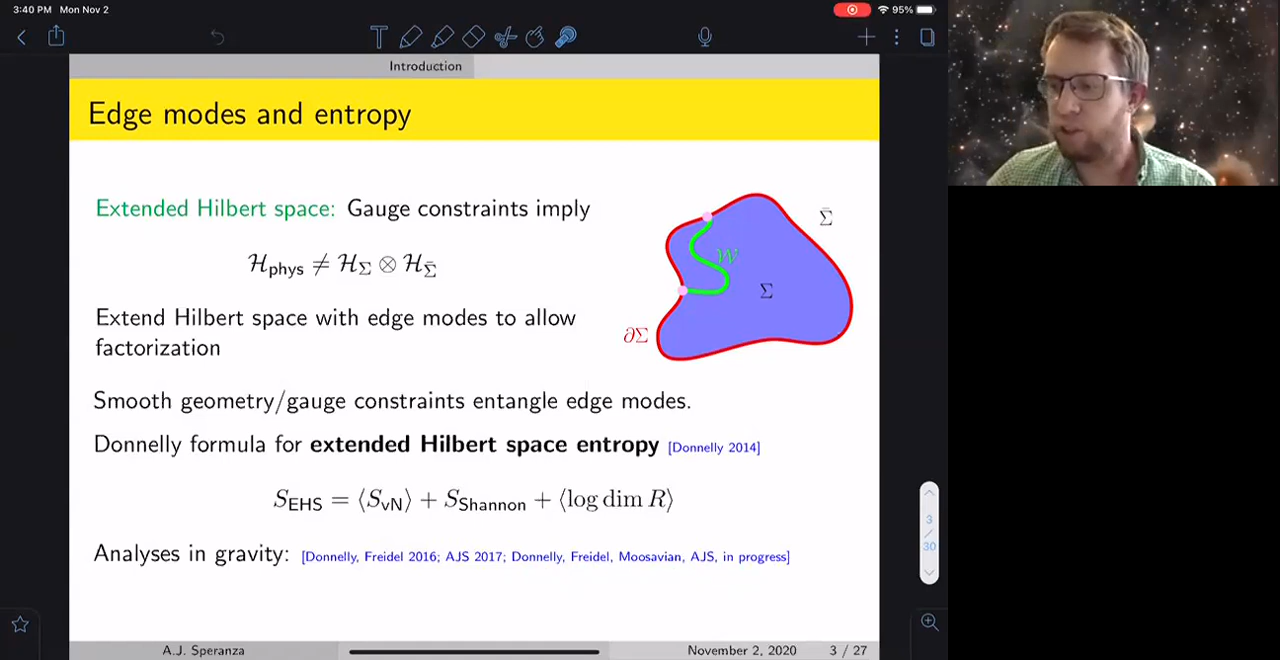 3:40 PM Mon Nov 2
95%
Introduction
Edge modes and entropy
Extended Hilbert space: Gauge constraints imply
ℋphys ≠ ℋΣ ⊗ ℋΣ̄
Extend Hilbert space with edge modes to allow
factorization
Σ̄
𝒲
Σ
∂Σ
Smooth geometry/gauge constraints entangle edge modes.
Donnelly formula for extended Hilbert space entropy [Donnelly 2014]
SEHS = ⟨SvN⟩ + SShannon + ⟨log dim R⟩
Analyses in gravity: [Donnelly, Freidel 2016; AJS 2017; Donnelly, Freidel, Moosavian, AJS, in progress]
3
/
30
A.J. Speranza November 2, 2020 3 / 27